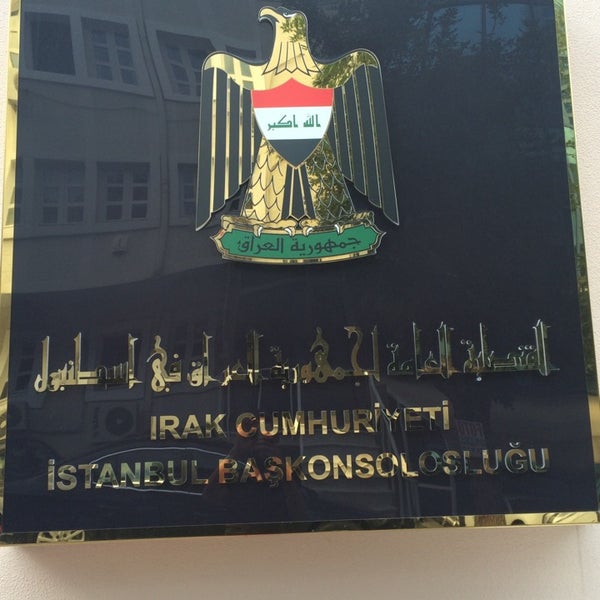 الله اكبر
جمهورية العراق
القنصلية العامة لجمهورية العراق في اسطنبول
IRAK CUMHURİYETİ
İSTANBUL BAŞKONSOLOSLUĞU